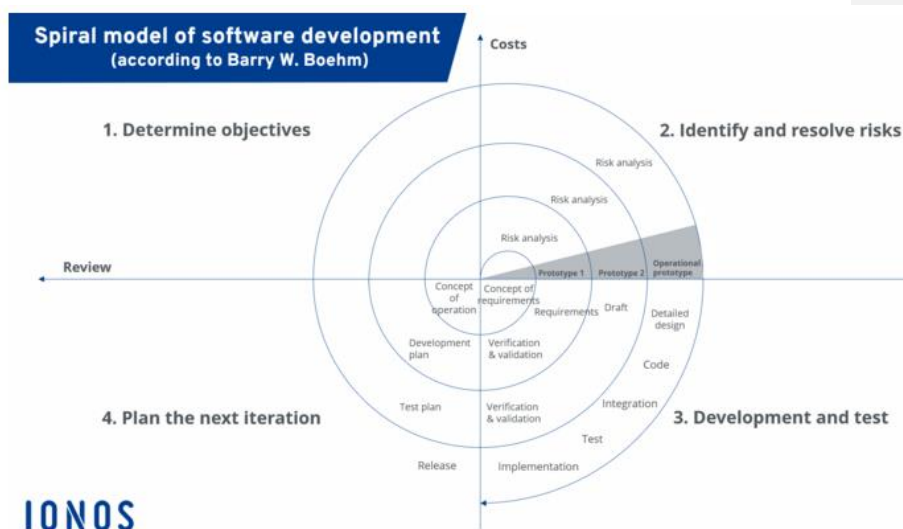 Spiral model of software development
(according to Barry W. Boehm)
Costs
1. Determine objectives
2. Identify and resolve risks
Risk analysis
Risk analysis
Risk analysis
Review
Prototype 1
Prototype 2
Operational
prototype
Concept
of
operation
Concept of
requirements
Requirements
Draft
Detailed
design
Development
plan
Verification
& validation
Code
Test plan
Verification
& validation
Integration
4. Plan the next iteration
3. Development and test
Test
Release
Implementation
IONOS